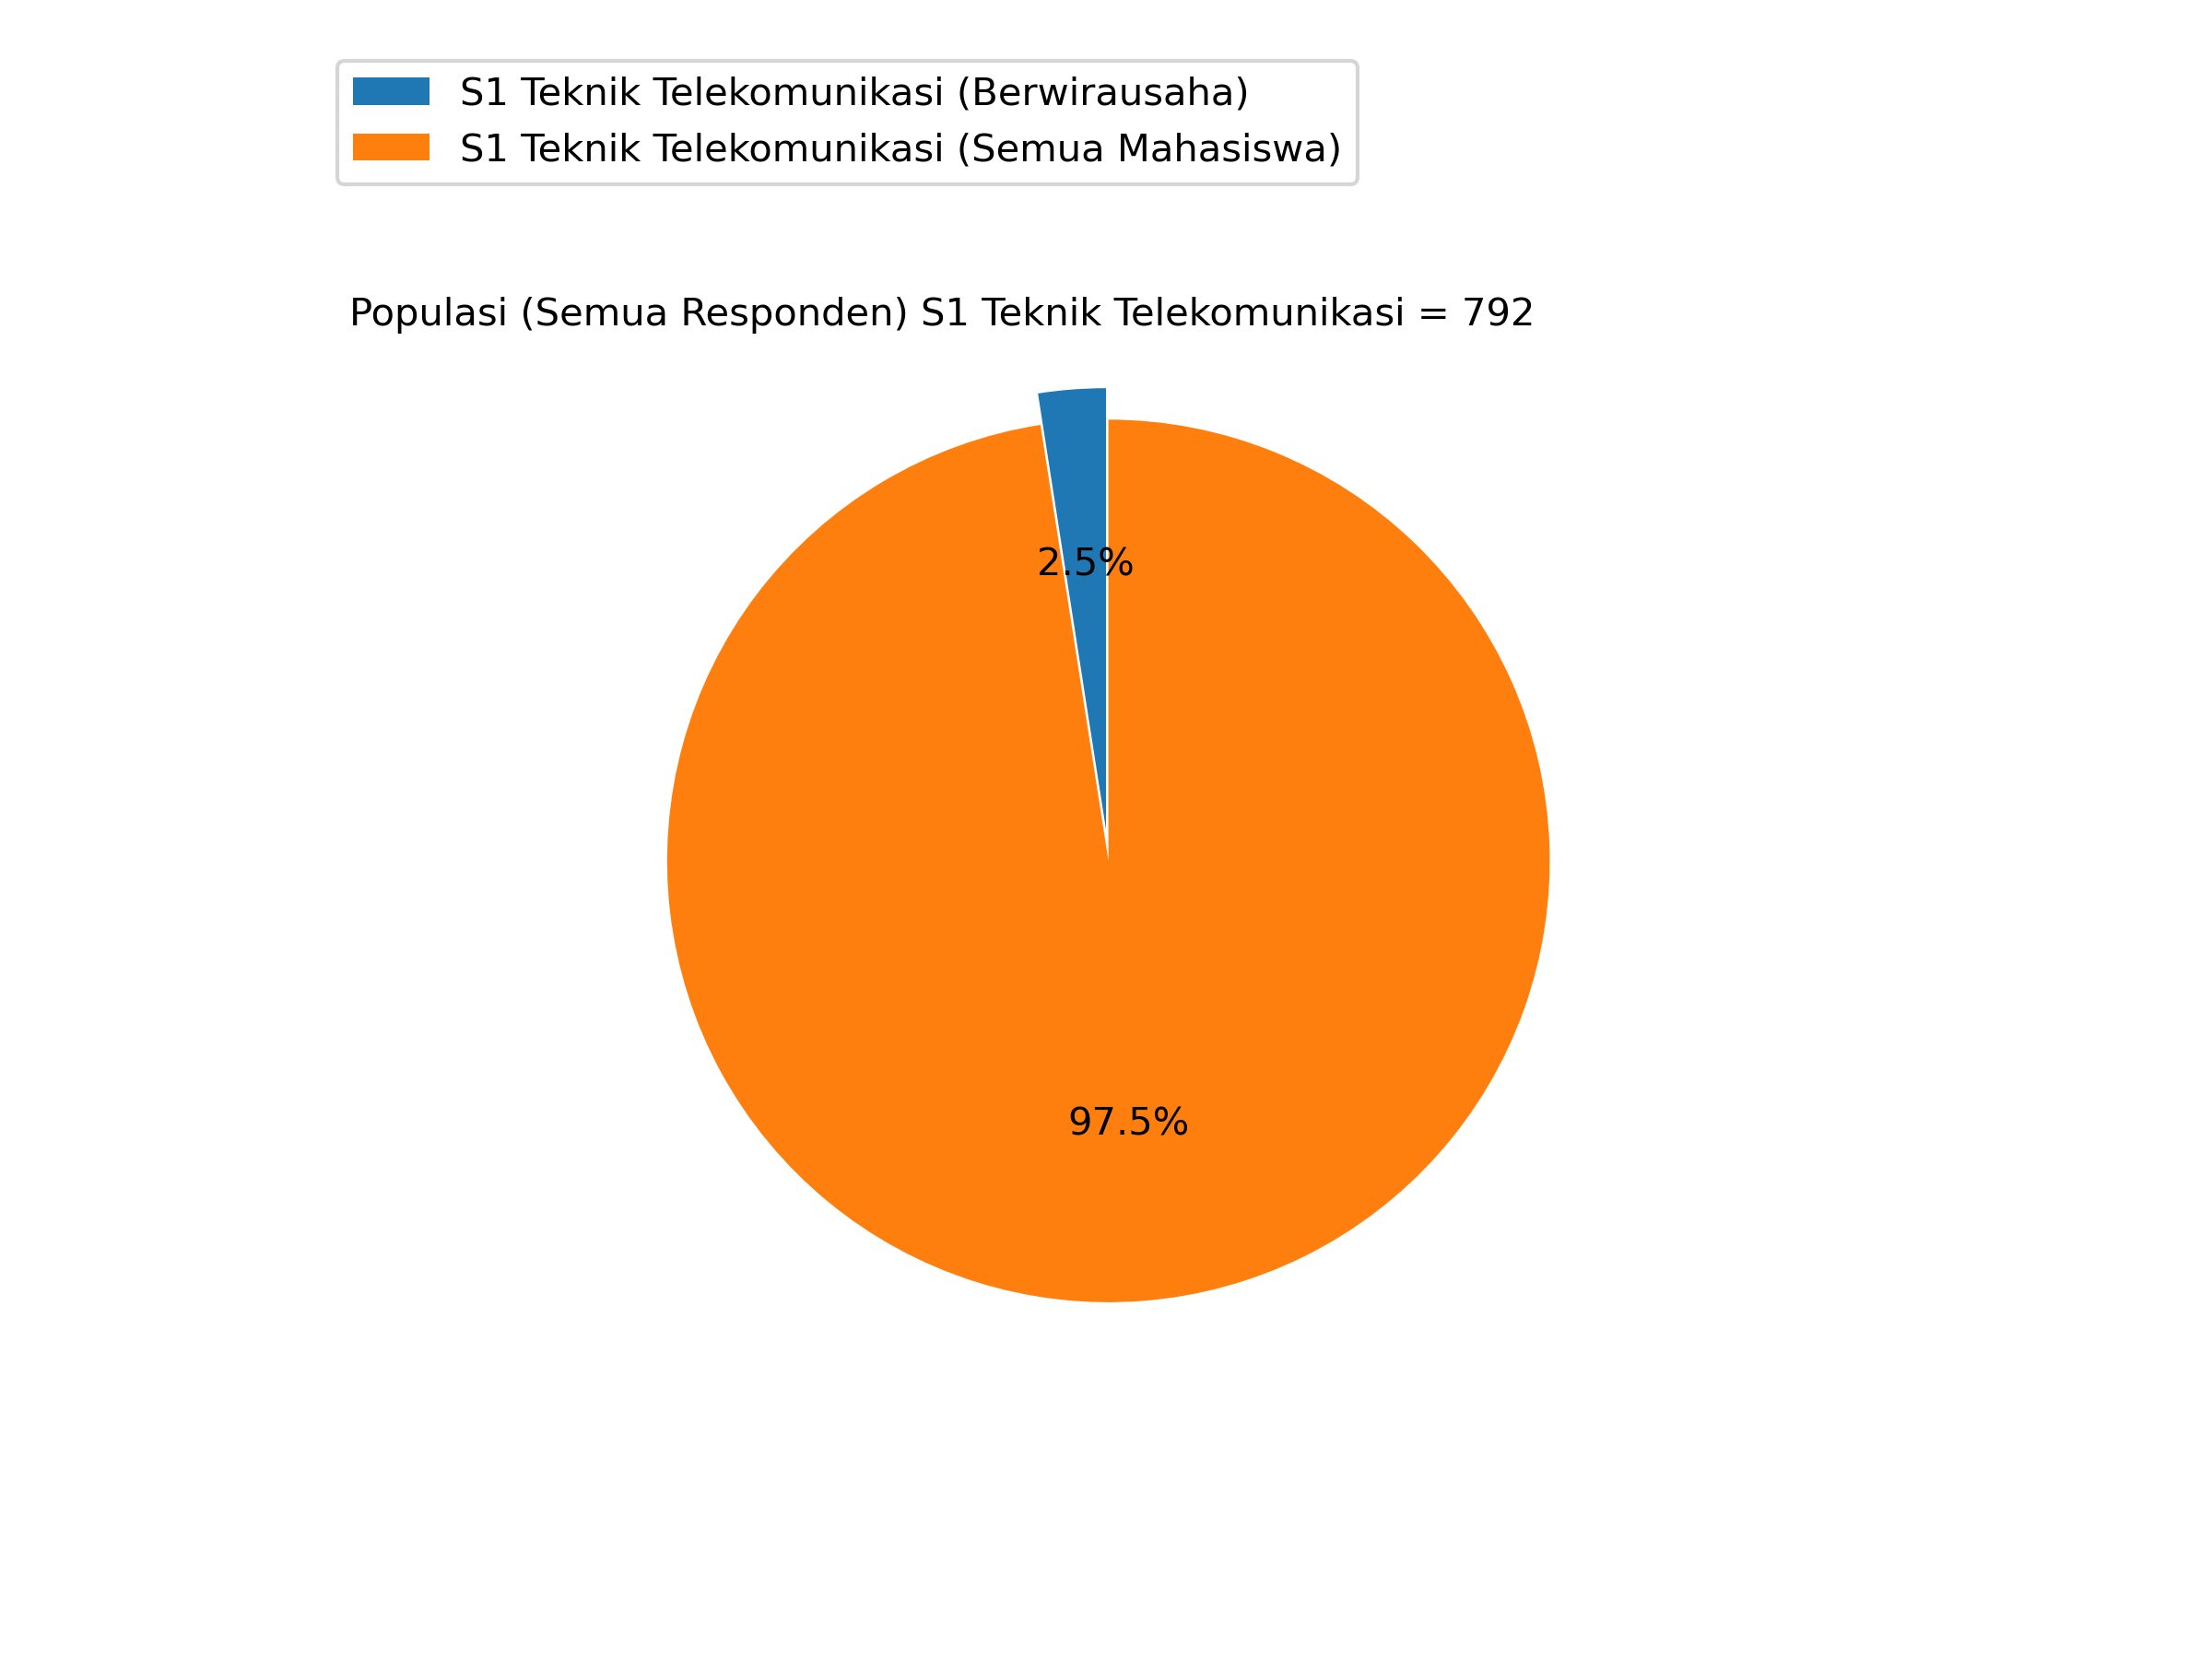 S1 Teknik Telekomunikasi (Berwirausaha)
S1 Teknik Telekomunikasi (Semua Mahasiswa)
Populasi (Semua Responden) S1 Teknik Telekomunikasi = 792
2.5%
97.5%